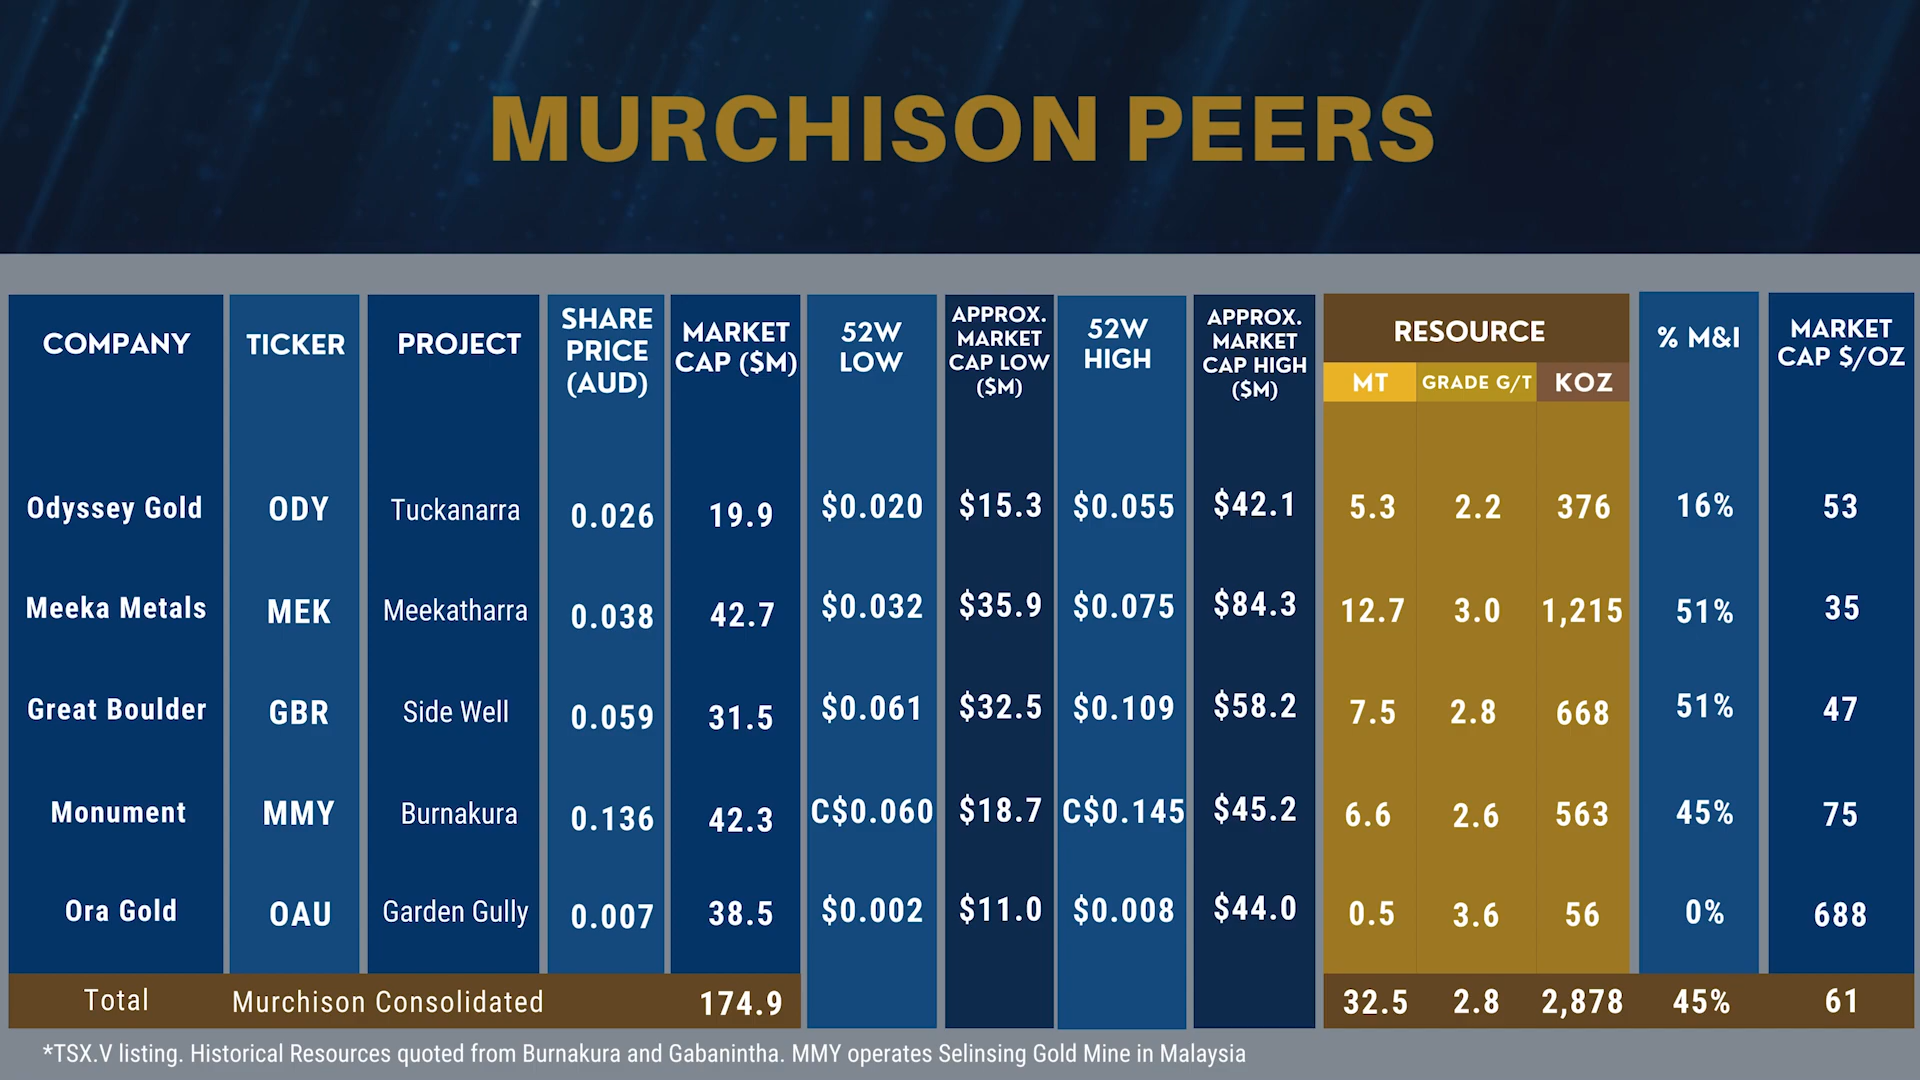 MURCHISON PEERS
COMPANY TICKER PROJECT SHARE PRICE (AUD) MARKET CAP ($M) 52W LOW APPROX. MARKET CAP LOW ($M) 52W HIGH APPROX. MARKET CAP HIGH ($M) RESOURCE % M&I MARKET CAP $/OZ
MT GRADE G/T KOZ
Odyssey Gold ODY Tuckanarra 0.026 19.9 $0.020 $15.3 $0.055 $42.1 5.3 2.2 376 16% 53
Meeka Metals MEK Meekatharra 0.038 42.7 $0.032 $35.9 $0.075 $84.3 12.7 3.0 1,215 51% 35
Great Boulder GBR Side Well 0.059 31.5 $0.061 $32.5 $0.109 $58.2 7.5 2.8 668 51% 47
Monument MMY Burnakura 0.136 42.3 C$0.060 $18.7 C$0.145 $45.2 6.6 2.6 563 45% 75
Ora Gold OAU Garden Gully 0.007 38.5 $0.002 $11.0 $0.008 $44.0 0.5 3.6 56 0% 688
Total Murchison Consolidated 174.9 32.5 2.8 2,878 45% 61
*TSX.V listing. Historical Resources quoted from Burnakura and Gabanintha. MMY operates Selinsing Gold Mine in Malaysia